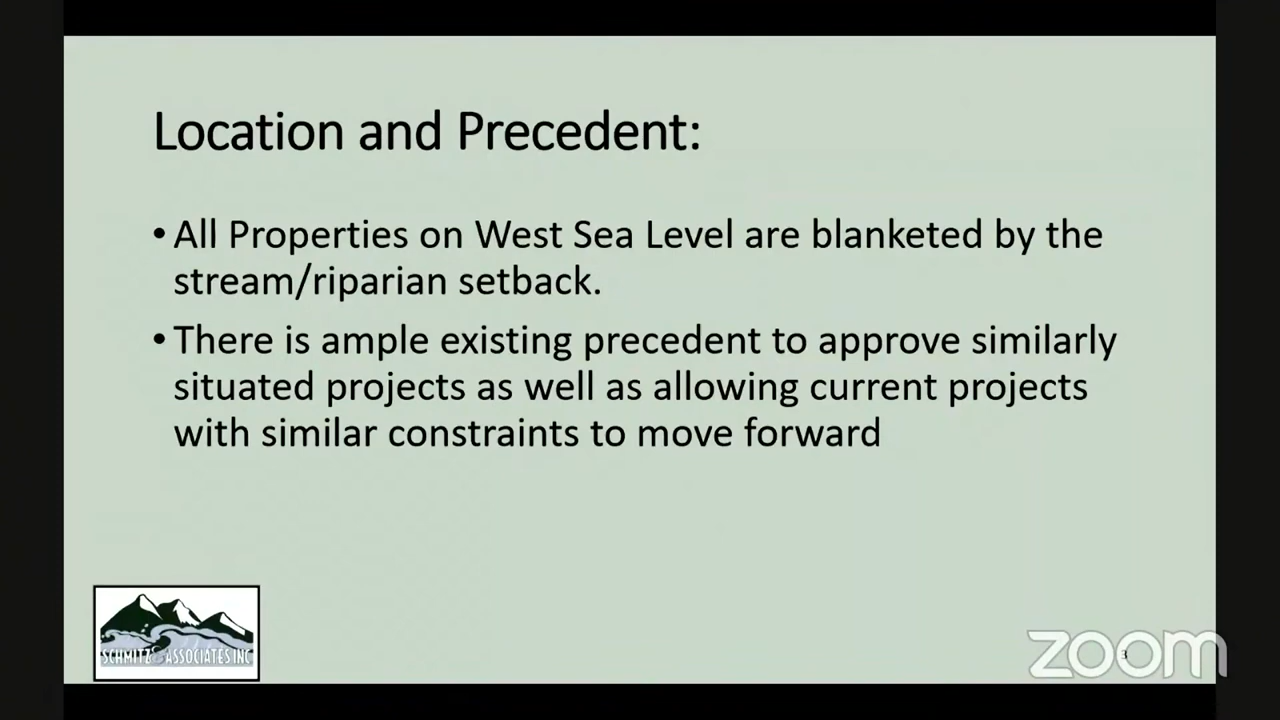 Location and Precedent:
•All Properties on West Sea Level are blanketed by the
stream/riparian setback.
•There is ample existing precedent to approve similarly
situated projects as well as allowing current projects
with similar constraints to move forward
SCHMITZ & ASSOCIATES INC
3
zoom